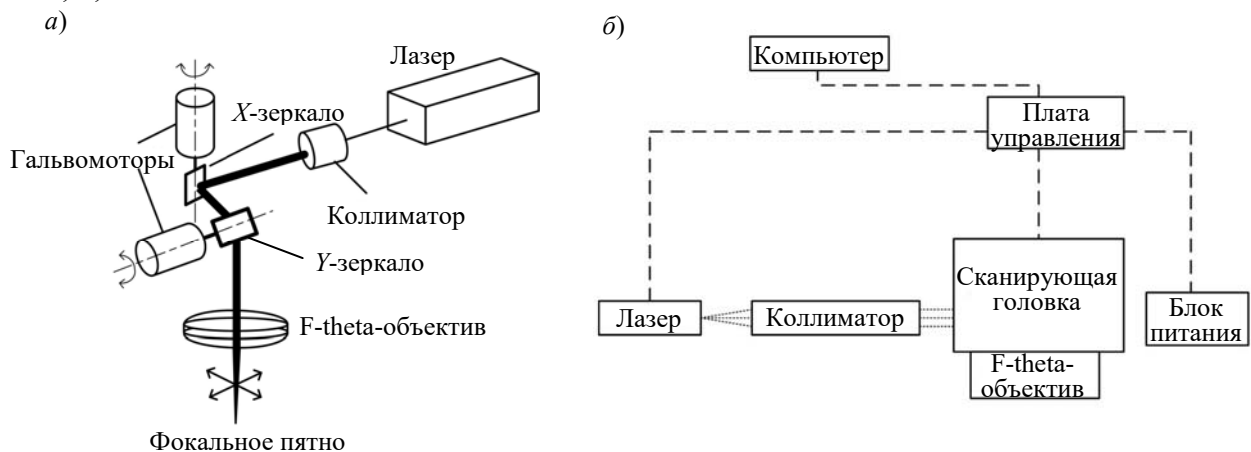 а)
Лазер
X-зеркало
Гальвомоторы
Коллиматор
Y-зеркало
F-theta-объектив
Фокальное пятно
б)
Компьютер
Плата
управления
Сканирующая
головка
Лазер
Коллиматор
Блок
питания
F-theta-
объектив